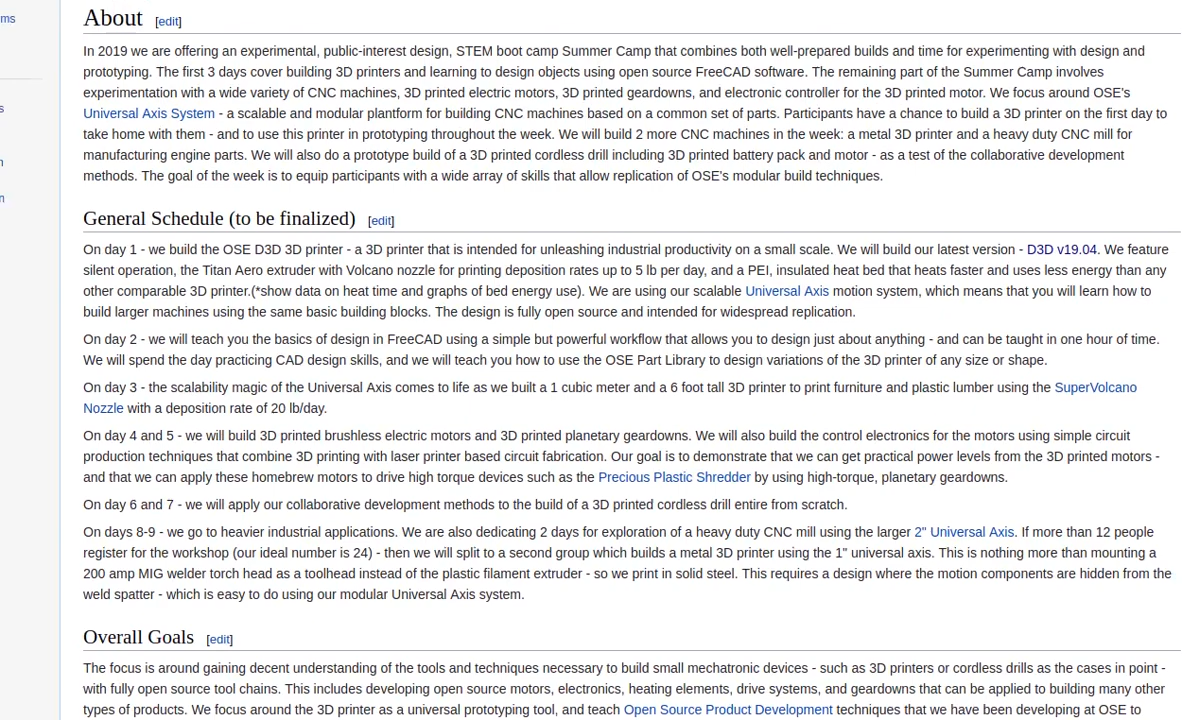 ms
s
n
n
About [edit]
In 2019 we are offering an experimental, public-interest design, STEM boot camp Summer Camp that combines both well-prepared builds and time for experimenting with design and
prototyping. The first 3 days cover building 3D printers and learning to design objects using open source FreeCAD software. The remaining part of the Summer Camp involves
experimentation with a wide variety of CNC machines, 3D printed electric motors, 3D printed geardowns, and electronic controller for the 3D printed motor. We focus around OSE's
Universal Axis System - a scalable and modular plantform for building CNC machines based on a common set of parts. Participants have a chance to build a 3D printer on the first day to
take home with them - and to use this printer in prototyping throughout the week. We will build 2 more CNC machines in the week: a metal 3D printer and a heavy duty CNC mill for
manufacturing engine parts. We will also do a prototype build of a 3D printed cordless drill including 3D printed battery pack and motor - as a test of the collaborative development
methods. The goal of the week is to equip participants with a wide array of skills that allow replication of OSE's modular build techniques.
General Schedule (to be finalized) [edit]
On day 1 - we build the OSE D3D 3D printer - a 3D printer that is intended for unleashing industrial productivity on a small scale. We will build our latest version - D3D v19.04. We feature
silent operation, the Titan Aero extruder with Volcano nozzle for printing deposition rates up to 5 lb per day, and a PEI, insulated heat bed that heats faster and uses less energy than any
other comparable 3D printer.(*show data on heat time and graphs of bed energy use). We are using our scalable Universal Axis motion system, which means that you will learn how to
build larger machines using the same basic building blocks. The design is fully open source and intended for widespread replication.
On day 2 - we will teach you the basics of design in FreeCAD using a simple but powerful workflow that allows you to design just about anything - and can be taught in one hour of time.
We will spend the day practicing CAD design skills, and we will teach you how to use the OSE Part Library to design variations of the 3D printer of any size or shape.
On day 3 - the scalability magic of the Universal Axis comes to life as we built a 1 cubic meter and a 6 foot tall 3D printer to print furniture and plastic lumber using the SuperVolcano
Nozzle with a deposition rate of 20 lb/day.
On day 4 and 5 - we will build 3D printed brushless electric motors and 3D printed planetary geardowns. We will also build the control electronics for the motors using simple circuit
production techniques that combine 3D printing with laser printer based circuit fabrication. Our goal is to demonstrate that we can get practical power levels from the 3D printed motors -
and that we can apply these homebrew motors to drive high torque devices such as the Precious Plastic Shredder by using high-torque, planetary geardowns.
On day 6 and 7 - we will apply our collaborative development methods to the build of a 3D printed cordless drill entire from scratch.
On days 8-9 - we go to heavier industrial applications. We are also dedicating 2 days for exploration of a heavy duty CNC mill using the larger 2" Universal Axis. If more than 12 people
register for the workshop (our ideal number is 24) - then we will split to a second group which builds a metal 3D printer using the 1" universal axis. This is nothing more than mounting a
200 amp MIG welder torch head as a toolhead instead of the plastic filament extruder - so we print in solid steel. This requires a design where the motion components are hidden from the
weld spatter - which is easy to do using our modular Universal Axis system.
Overall Goals [edit]
The focus is around gaining decent understanding of the tools and techniques necessary to build small mechatronic devices - such as 3D printers or cordless drills as the cases in point -
with fully open source tool chains. This includes developing open source motors, electronics, heating elements, drive systems, and geardowns that can be applied to building many other
types of products. We focus around the 3D printer as a universal prototyping tool, and teach Open Source Product Development techniques that we have been developing at OSE to